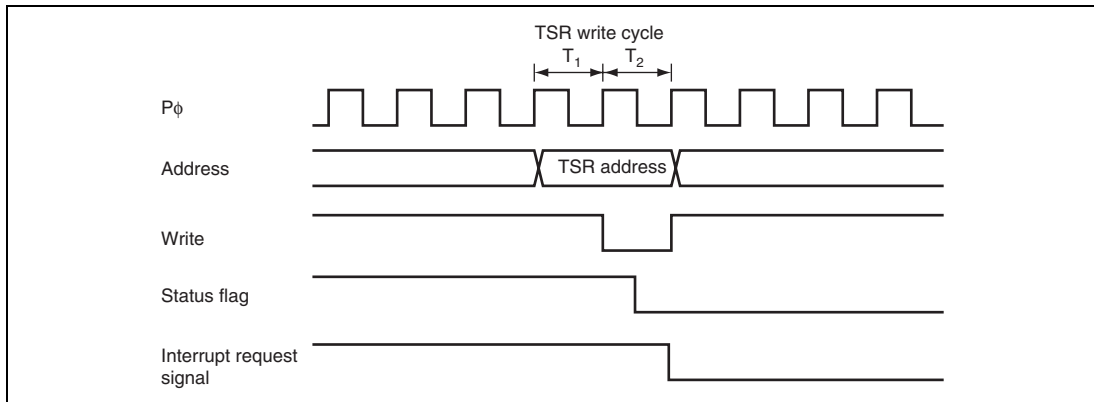 TSR write cycle
T1 T2
Pϕ
Address
TSR address
Write
Status flag
Interrupt request
signal